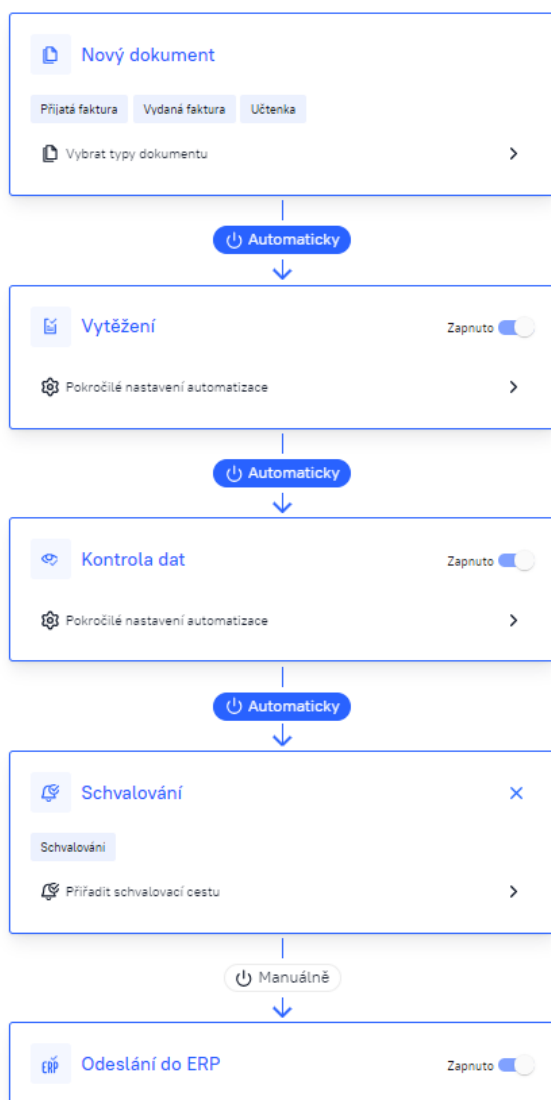 Nový dokument
Přijatá faktura Vydaná faktura Účtenka
Vybrat typy dokumentu
Automaticky
Vytěžení Zapnuto
Pokročilé nastavení automatizace
Automaticky
Kontrola dat Zapnuto
Pokročilé nastavení automatizace
Automaticky
Schvalování
Schvalování
Přiřadit schvalovací cestu
Manuálně
ERP Odeslání do ERP Zapnuto